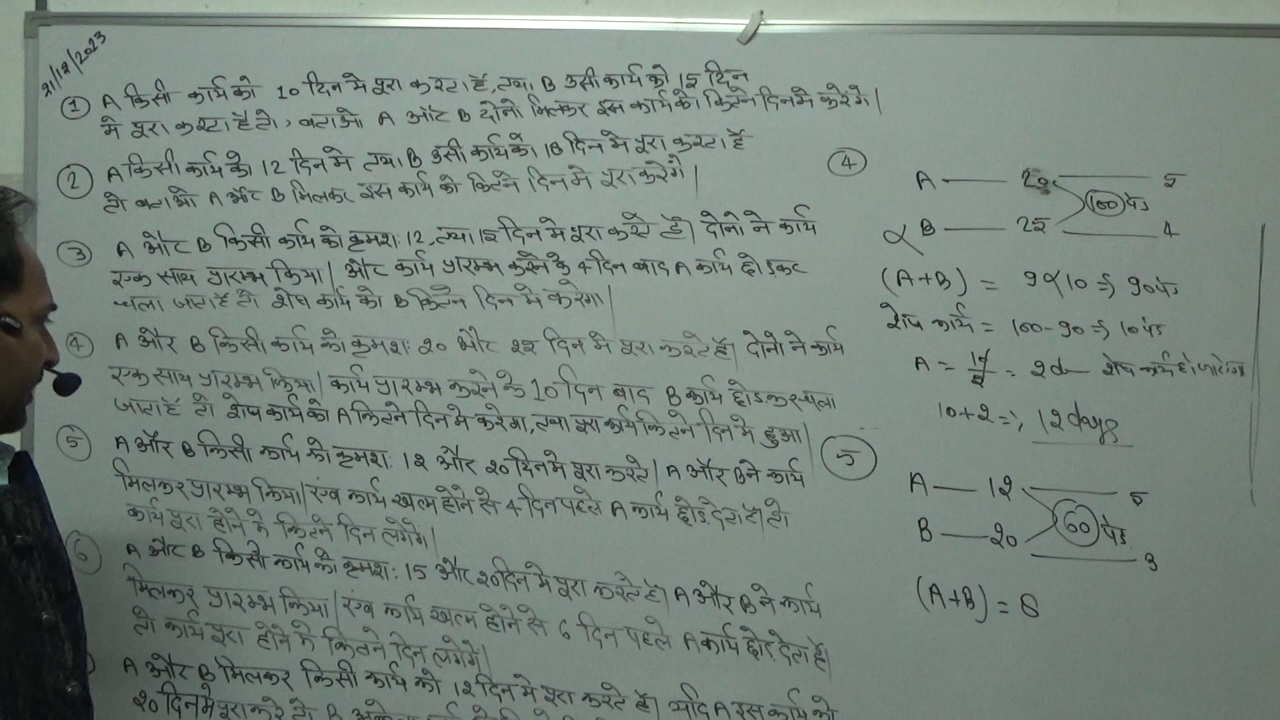 21/12/2023
① A किसी कार्य को 10 दिन मे पूरा करता है, तथा B उसी कार्य को 15 दिन
मे पूरा करता है तो, बताओ A और B दोनो मिलकर इस कार्य को कितने दिन मे करेंगे।
② A किसी कार्य को 12 दिन मे तथा B उसी कार्य को 18 दिन मे पूरा करता है
तो बताओ A और B मिलकर इस कार्य को कितने दिन मे पूरा करेंगे।
③ A और B किसी कार्य को क्रमश: 12, तथा 15 दिन मे पूरा करते है। दोनो ने कार्य
एक साथ प्रारम्भ किया। और कार्य प्रारम्भ करने के 4 दिन बाद A कार्य छोडकर
चला जाता है तो शेष कार्य को B कितने दिन मे करेगा।
④ A और B किसी कार्य को क्रमश: 20 और 25 दिन मे पूरा करते है। दोनो ने कार्य
एक साथ प्रारम्भ किया। कार्य प्रारम्भ करने के 10 दिन बाद B कार्य छोडकर चला
जाता है तो शेष कार्य को A कितने दिन मे करेगा, तथा पूरा कार्य कितने दिन मे हुआ।
⑤ A और B किसी कार्य को क्रमश: 12 और 20 दिन मे पूरा करते। A और B ने कार्य
मिलकर प्रारम्भ किया। एंव कार्य खत्म होने से 4 दिन पहले A कार्य छोड देता है। तो
कार्य पूरा होने मे कितने दिन लगेंगे।
⑥ A और B किसी कार्य को क्रमश: 15 और 20 दिन मे पूरा करते है। A और B ने कार्य
मिलकर प्रारम्भ किया। एंव कार्य खत्म होने से 6 दिन पहले A कार्य छोड़ देता है।
तो कार्य पूरा होने मे कितने दिन लगेंगे।
A और B मिलकर किसी कार्य को 12 दिन मे पूरा करते है। यदि A इस कार्य को
20 दिन मे पूरा करे तो B
④
A — 20 — 5
100 पेड
B — 25 — 4
(A+B) = 9×10 => 90 पेड
शेष कार्य = 100-90 => 10 पेड
A = 10/5 = 2d शेष कार्य
10+2 => 12 days
⑤
A — 12 — 5
60 पेड
B — 20 — 3
(A+B) = 8